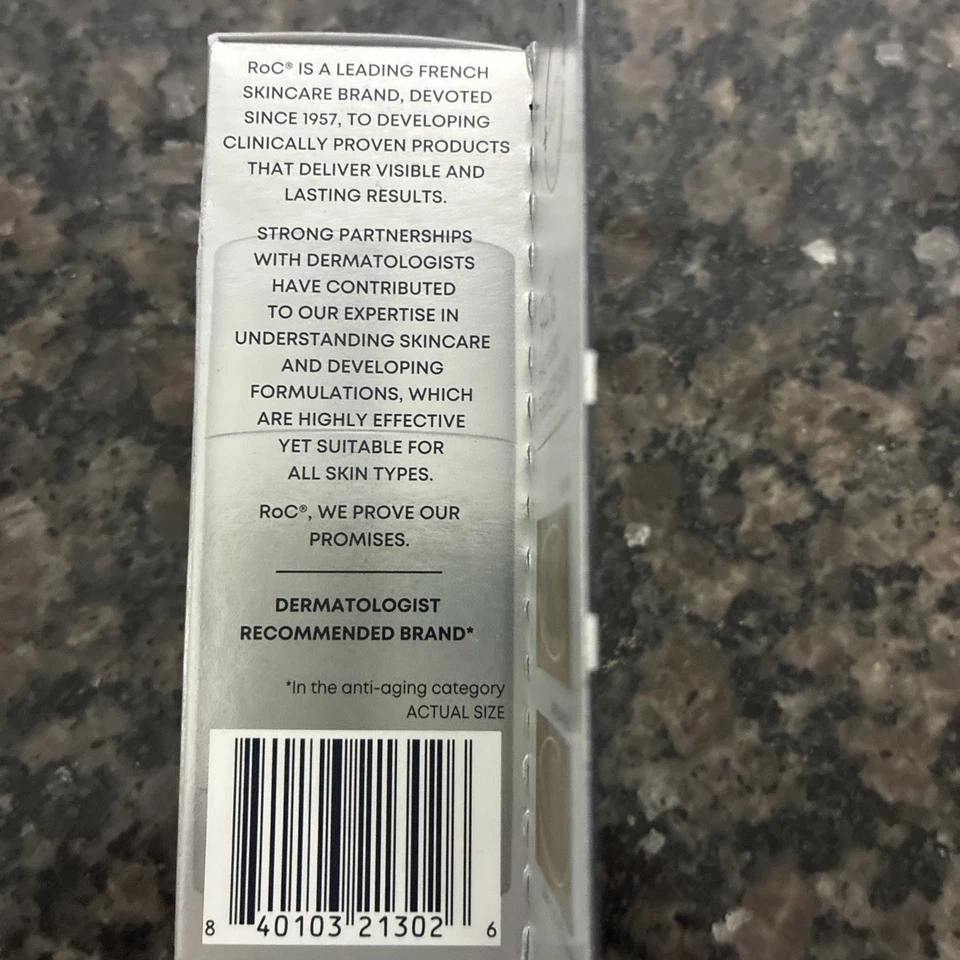 RoC® IS A LEADING FRENCH
SKINCARE BRAND, DEVOTED
SINCE 1957, TO DEVELOPING
CLINICALLY PROVEN PRODUCTS
THAT DELIVER VISIBLE AND
LASTING RESULTS.
STRONG PARTNERSHIPS
WITH DERMATOLOGISTS
HAVE CONTRIBUTED
TO OUR EXPERTISE IN
UNDERSTANDING SKINCARE
AND DEVELOPING
FORMULATIONS, WHICH
ARE HIGHLY EFFECTIVE
YET SUITABLE FOR
ALL SKIN TYPES.
RoC®, WE PROVE OUR
PROMISES.
DERMATOLOGIST
RECOMMENDED BRAND*
*In the anti-aging category
ACTUAL SIZE
8 40103 21302 6